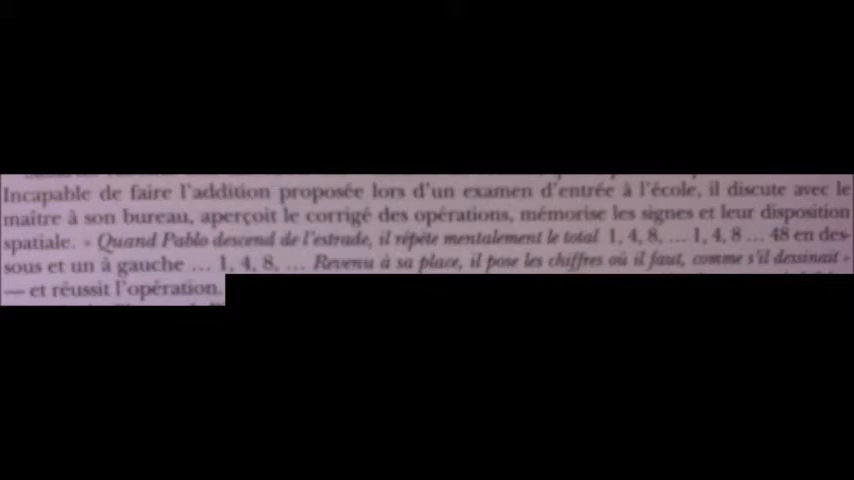 Incapable de faire l'addition proposée lors d'un examen d'entrée à l'école, il discute avec le
maître à son bureau, aperçoit le corrigé des opérations, mémorise les signes et leur disposition
spatiale. « Quand Pablo descend de l'estrade, il répète mentalement le total 1, 4, 8, ... 1, 4, 8 ... 48 en des-
sous et un à gauche ... 1, 4, 8, ... Revenu à sa place, il pose les chiffres où il faut, comme s'il dessinait »
— et réussit l'opération.